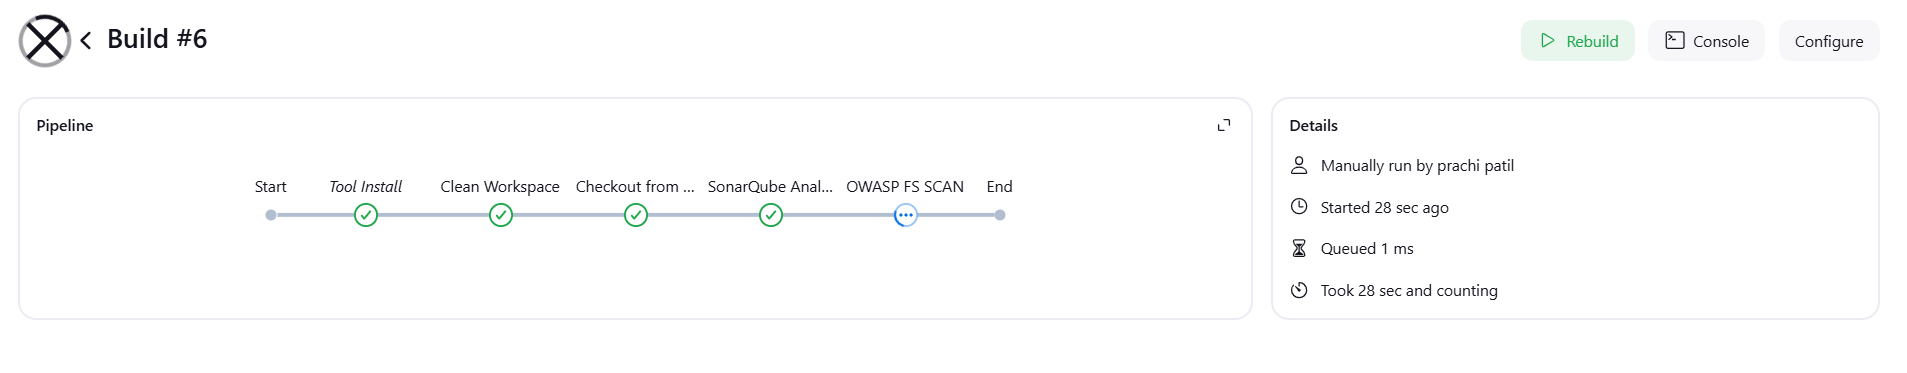 Build #6
Rebuild
Console
Configure
Pipeline
Start
Tool Install
Clean Workspace
Checkout from ...
SonarQube Anal...
OWASP FS SCAN
End
Details
Manually run by prachi patil
Started 28 sec ago
Queued 1 ms
Took 28 sec and counting